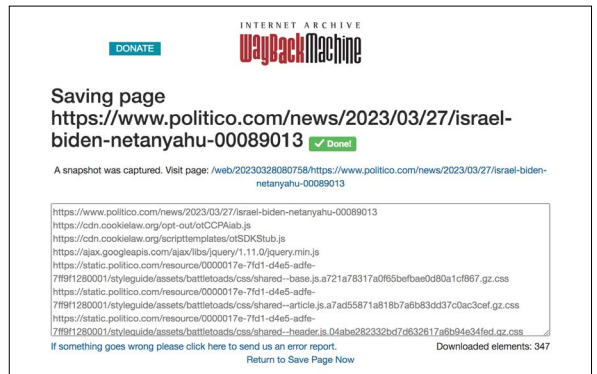 INTERNET ARCHIVE
DONATE
WayBackMachine
Saving page
https://www.politico.com/news/2023/03/27/israel-
biden-netanyahu-00089013 ✓ Done!
A snapshot was captured. Visit page: /web/20230328080758/https://www.politico.com/news/2023/03/27/israel-biden-
netanyahu-00089013
https://www.politico.com/news/2023/03/27/israel-biden-netanyahu-00089013
https://cdn.cookielaw.org/opt-out/otCCPAiab.js
https://cdn.cookielaw.org/scripttemplates/otSDKStub.js
https://ajax.googleapis.com/ajax/libs/jquery/1.11.0/jquery.min.js
https://static.politico.com/resource/0000017e-7fd1-d4e5-adfe-
7ff9f1280001/styleguide/assets/battletoads/css/shared--base.js.a721a78317a0f65befbae0d80a1cf867.gz.css
https://static.politico.com/resource/0000017e-7fd1-d4e5-adfe-
7ff9f1280001/styleguide/assets/battletoads/css/shared--article.js.a7ad55871a818b7a6b83dd37c0ac3cef.gz.css
https://static.politico.com/resource/0000017e-7fd1-d4e5-adfe-
7ff9f1280001/styleguide/assets/battletoads/css/shared--header.js.04abe282332bd7d632617a6b94e34fed.gz.css
If something goes wrong please click here to send us an error report. Downloaded elements: 347
Return to Save Page Now